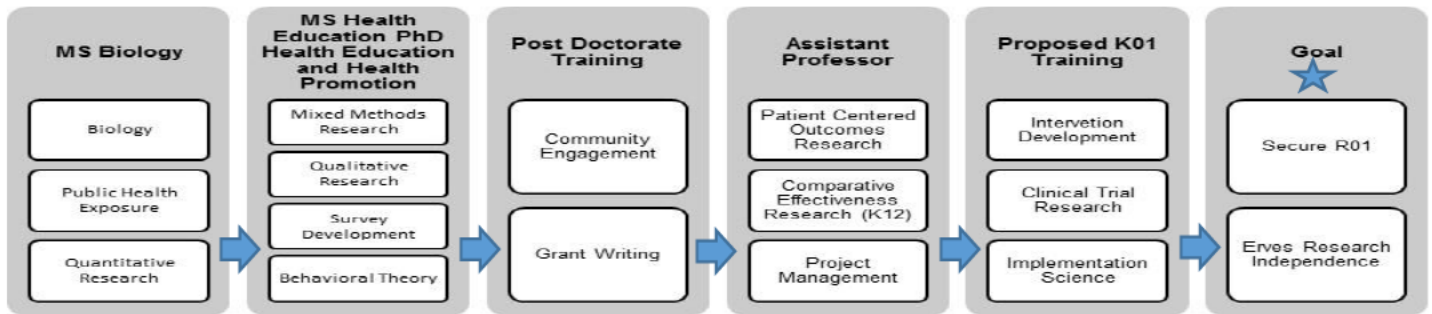 MS Biology
Biology
Public Health
Exposure
Quantitative
Research
MS Health
Education PhD
Health Education
and Health
Promotion
Mixed Methods
Research
Qualitative
Research
Survey
Development
Behavioral Theory
Post Doctorate
Training
Community
Engagement
Grant Writing
Assistant
Professor
Patient Centered
Outcomes
Research
Comparative
Effectiveness
Research (K12)
Project
Management
Proposed K01
Training
Intervetion
Development
Clinical Trial
Research
Implementation
Science
Goal
Secure R01
Erves Research
Independence